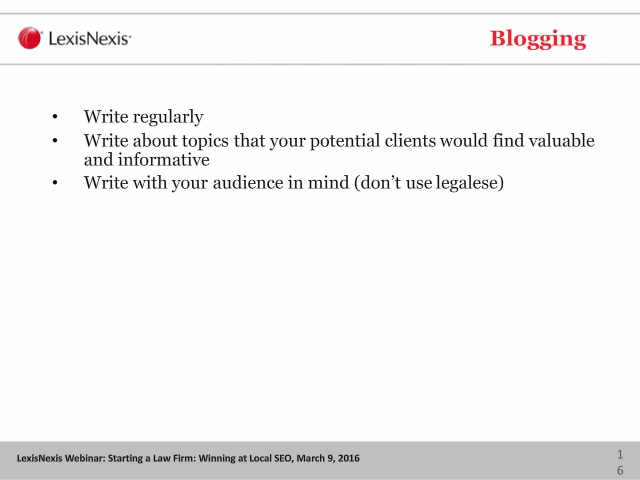 LexisNexis®
Blogging
• Write regularly
• Write about topics that your potential clients would find valuable
and informative
• Write with your audience in mind (don’t use legalese)
LexisNexis Webinar: Starting a Law Firm: Winning at Local SEO, March 9, 2016
1
6